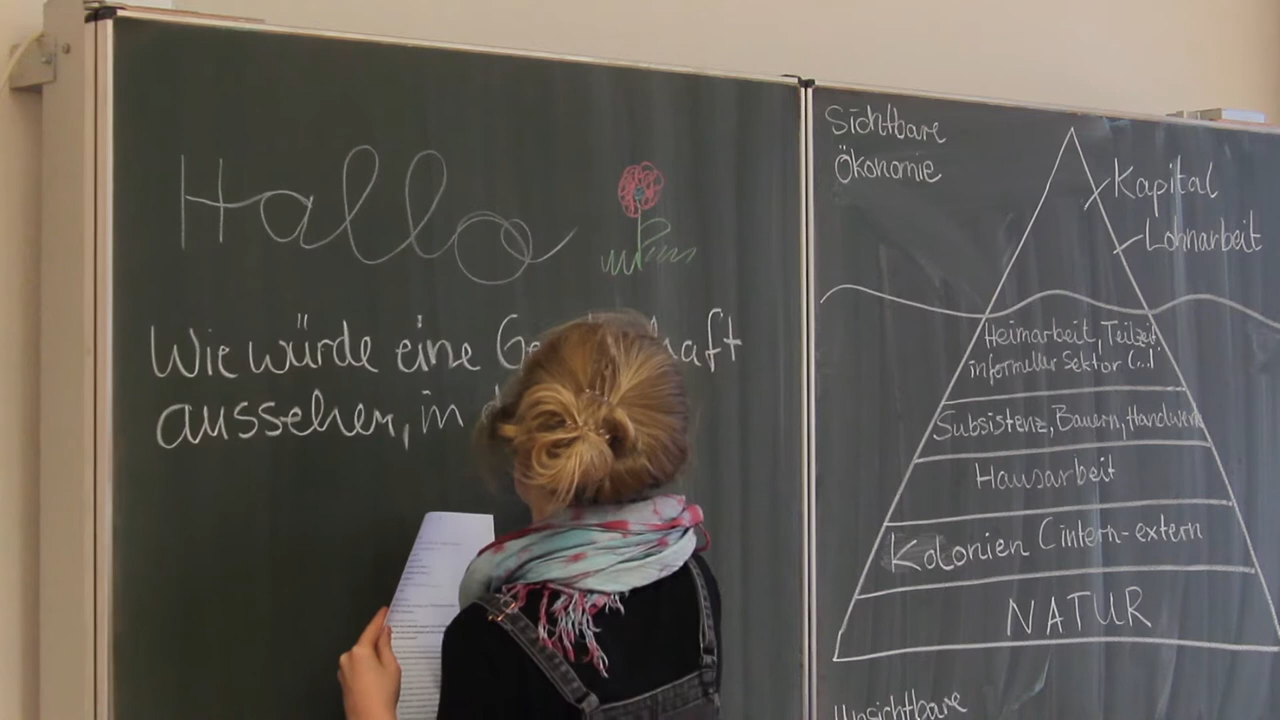 Hallo
Wie würde eine
aussehen, in
Sichtbare
Ökonomie
Kapital
Lohnarbeit
Heimarbeit, Teilzeit
informeller Sektor (...)
Subsistenz, Bauern, Handwerk
Hausarbeit
Kolonien (intern-extern
NATUR
Unsichtbare